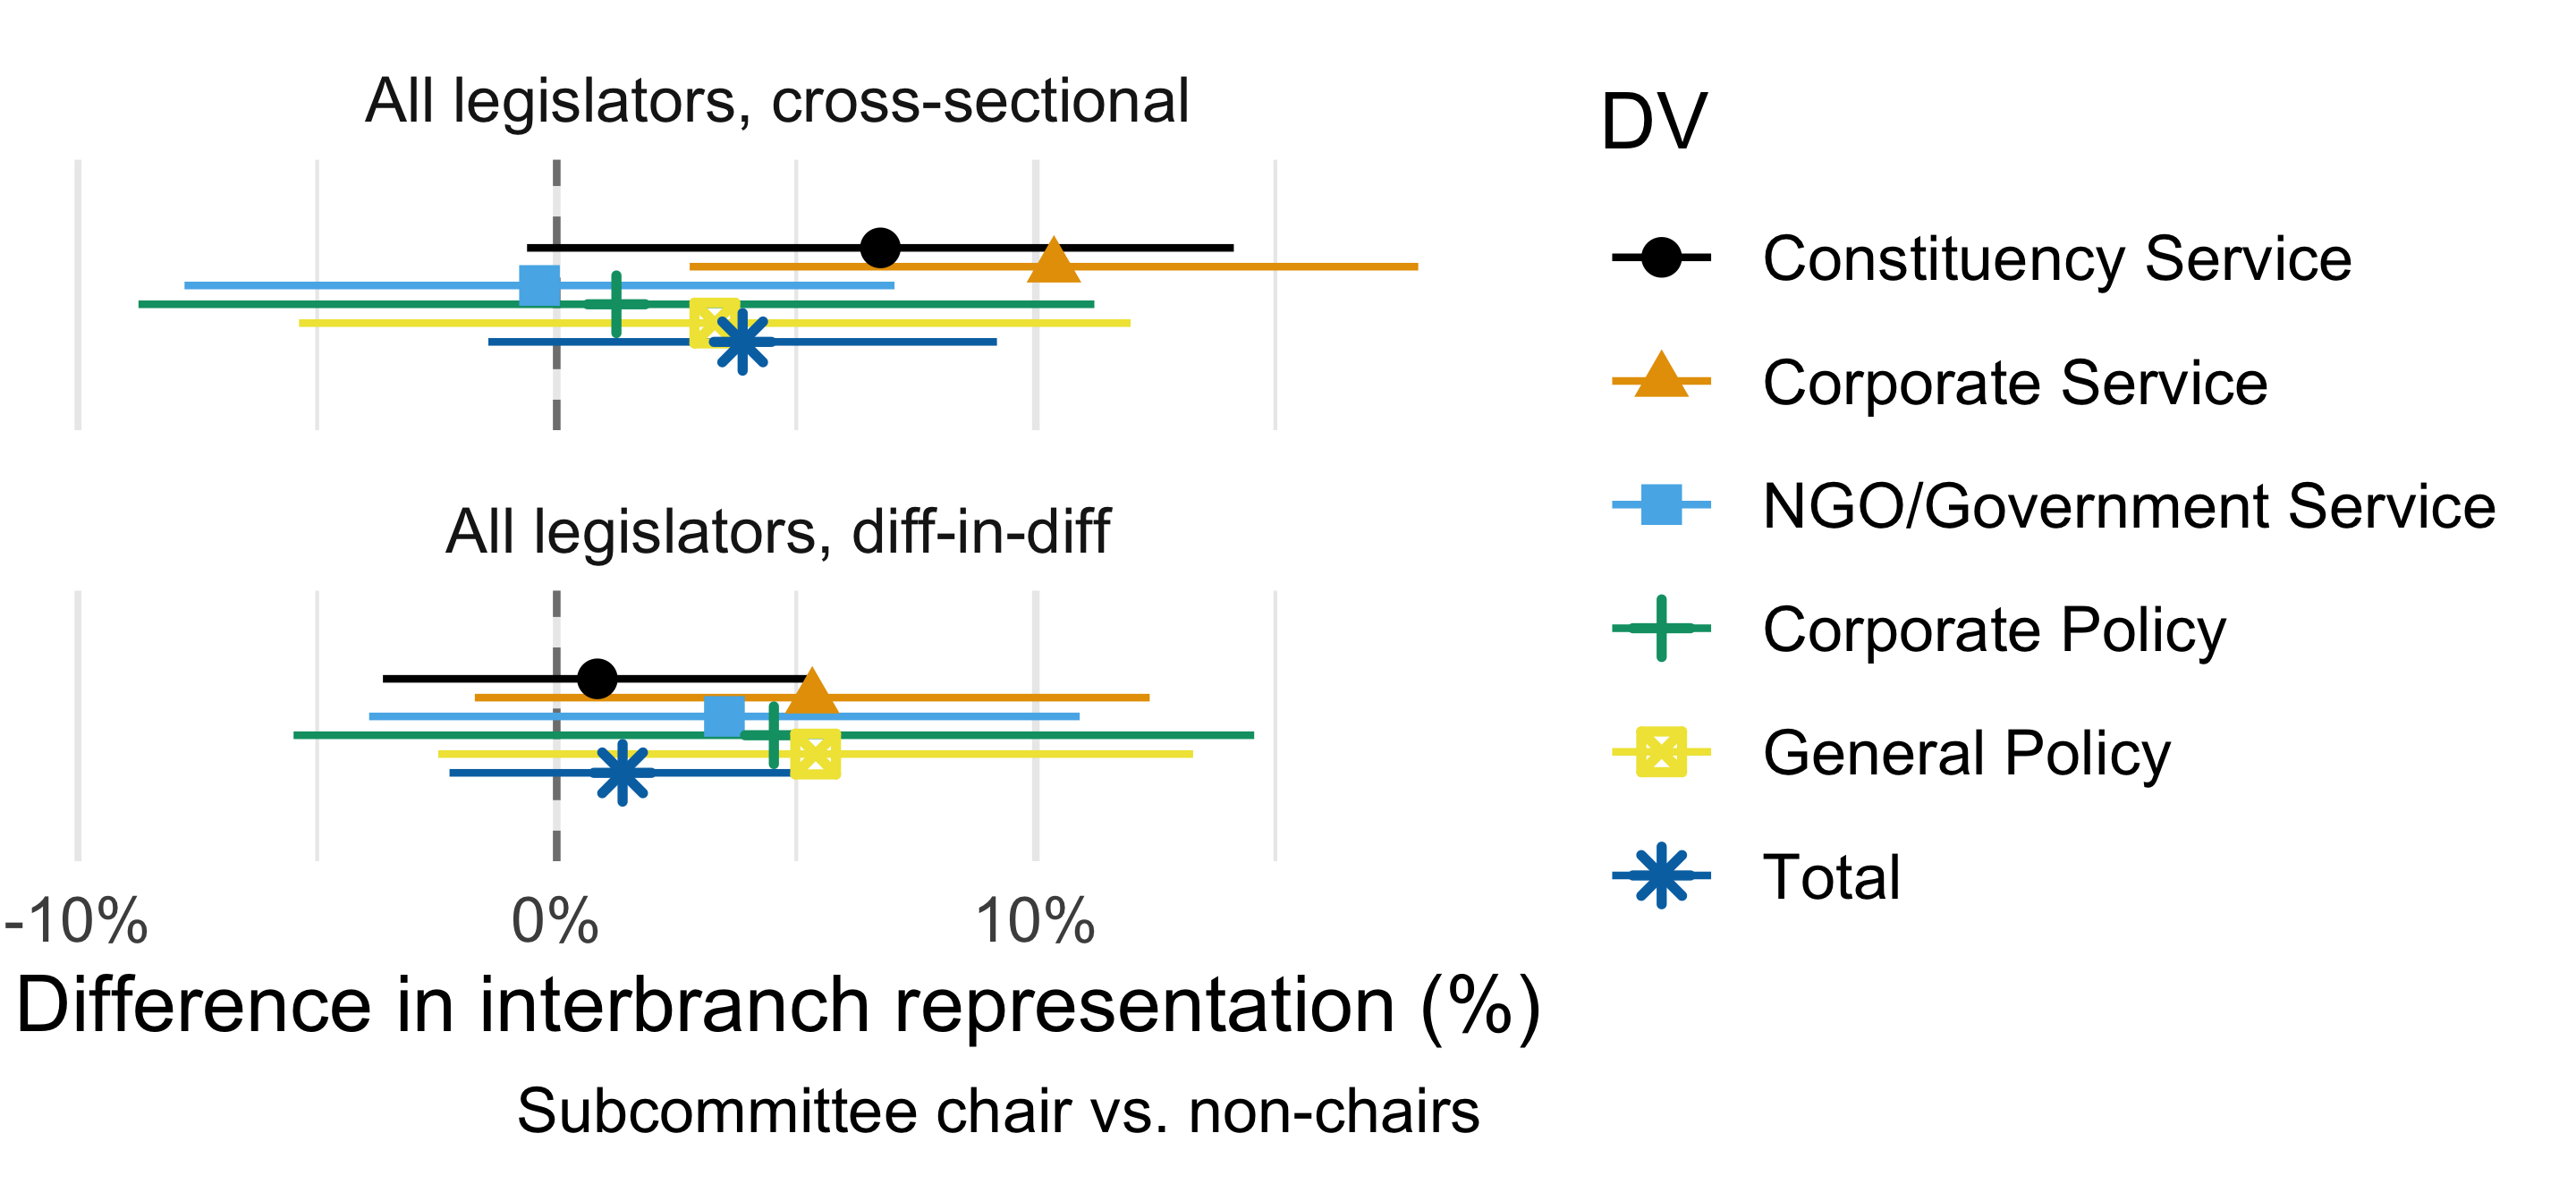 All legislators, cross-sectional
All legislators, diff-in-diff
-10%
0%
10%
Difference in interbranch representation (%)
Subcommittee chair vs. non-chairs
DV
Constituency Service
Corporate Service
NGO/Government Service
Corporate Policy
General Policy
Total